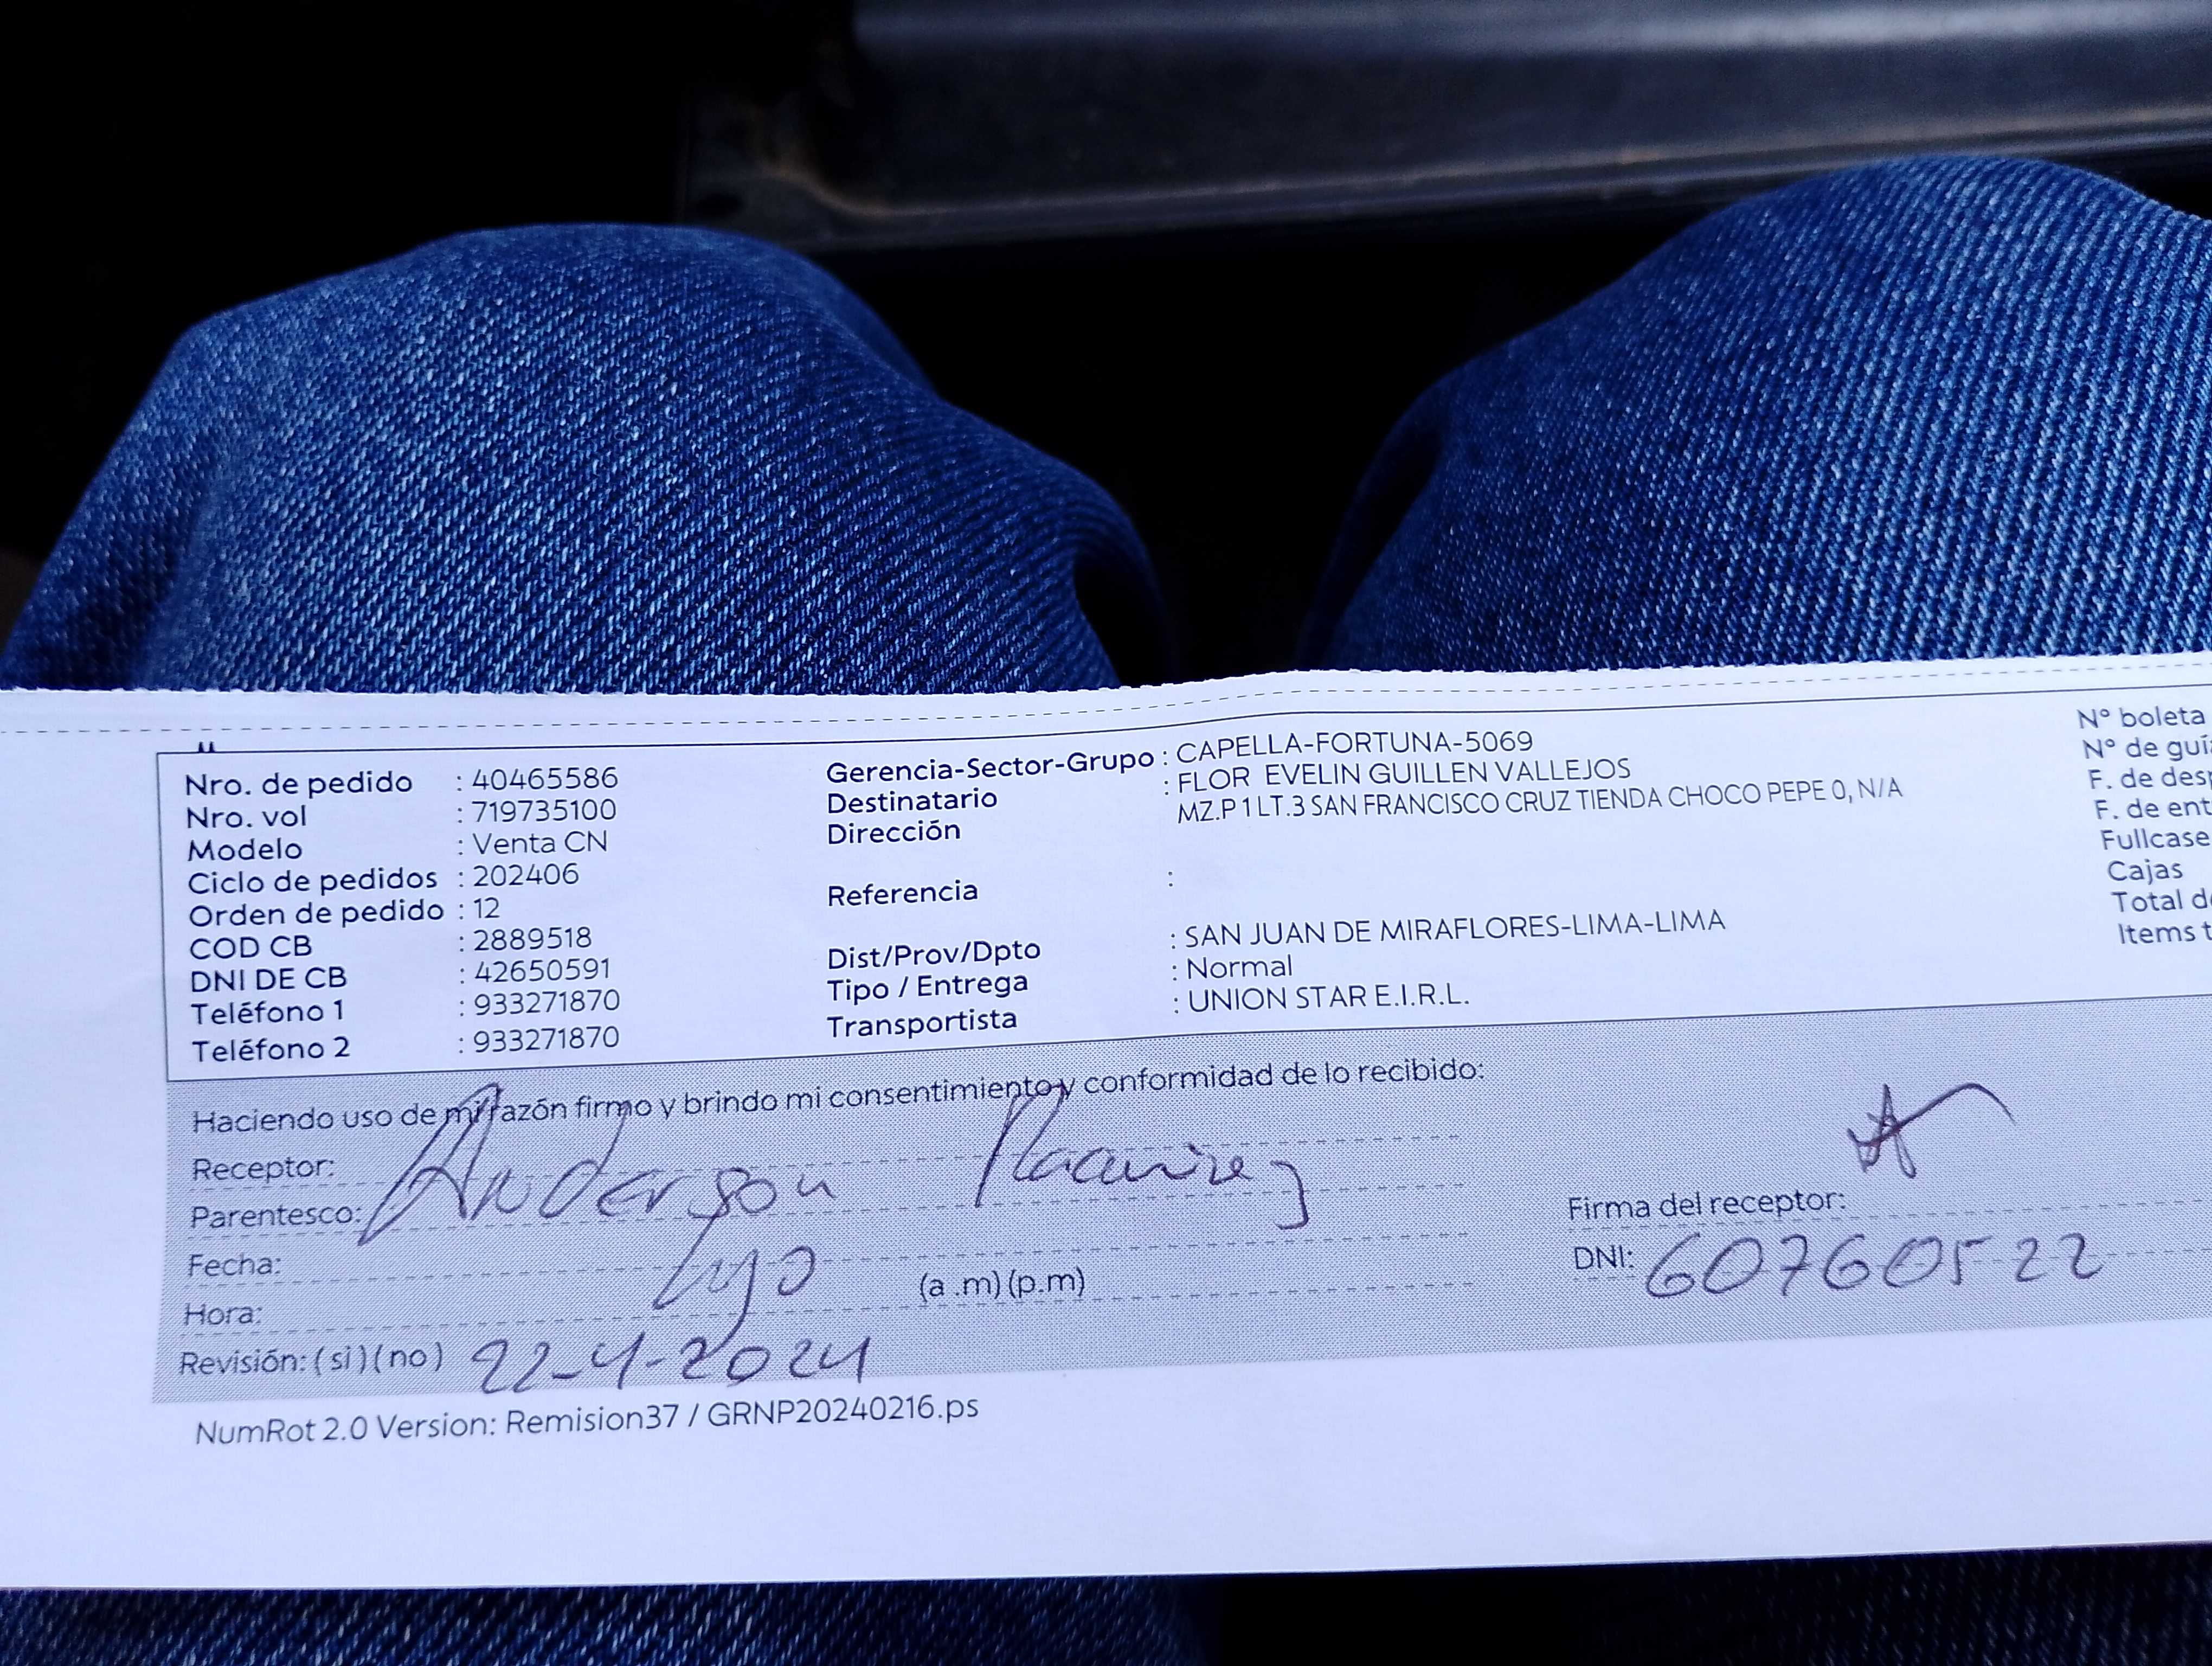 Nro. de pedido : 40465586
Nro. vol : 719735100
Modelo : Venta CN
Ciclo de pedidos : 202406
Orden de pedido : 12
COD CB : 2889518
DNI DE CB : 42650591
Teléfono 1 : 933271870
Teléfono 2 : 933271870
Gerencia-Sector-Grupo : CAPELLA-FORTUNA-5069
Destinatario : FLOR EVELIN GUILLEN VALLEJOS
Dirección MZ.P 1 LT.3 SAN FRANCISCO CRUZ TIENDA CHOCO PEPE 0, N/A
Referencia :
Dist/Prov/Dpto : SAN JUAN DE MIRAFLORES-LIMA-LIMA
Tipo / Entrega : Normal
Transportista : UNION STAR E.I.R.L.
N° boleta
N° de guí
F. de desp
F. de ent
Fullcase
Cajas
Total de
Items t
Haciendo uso de mi razón firmo y brindo mi consentimiento y conformidad de lo recibido:
Receptor: Anderson Ramirez
Parentesco:
Fecha:
Hora: (a .m) (p.m)
Revisión: ( si ) ( no ) 22-4-2024
Firma del receptor:
DNI: 60760522
NumRot 2.0 Version: Remision37 / GRNP20240216.ps